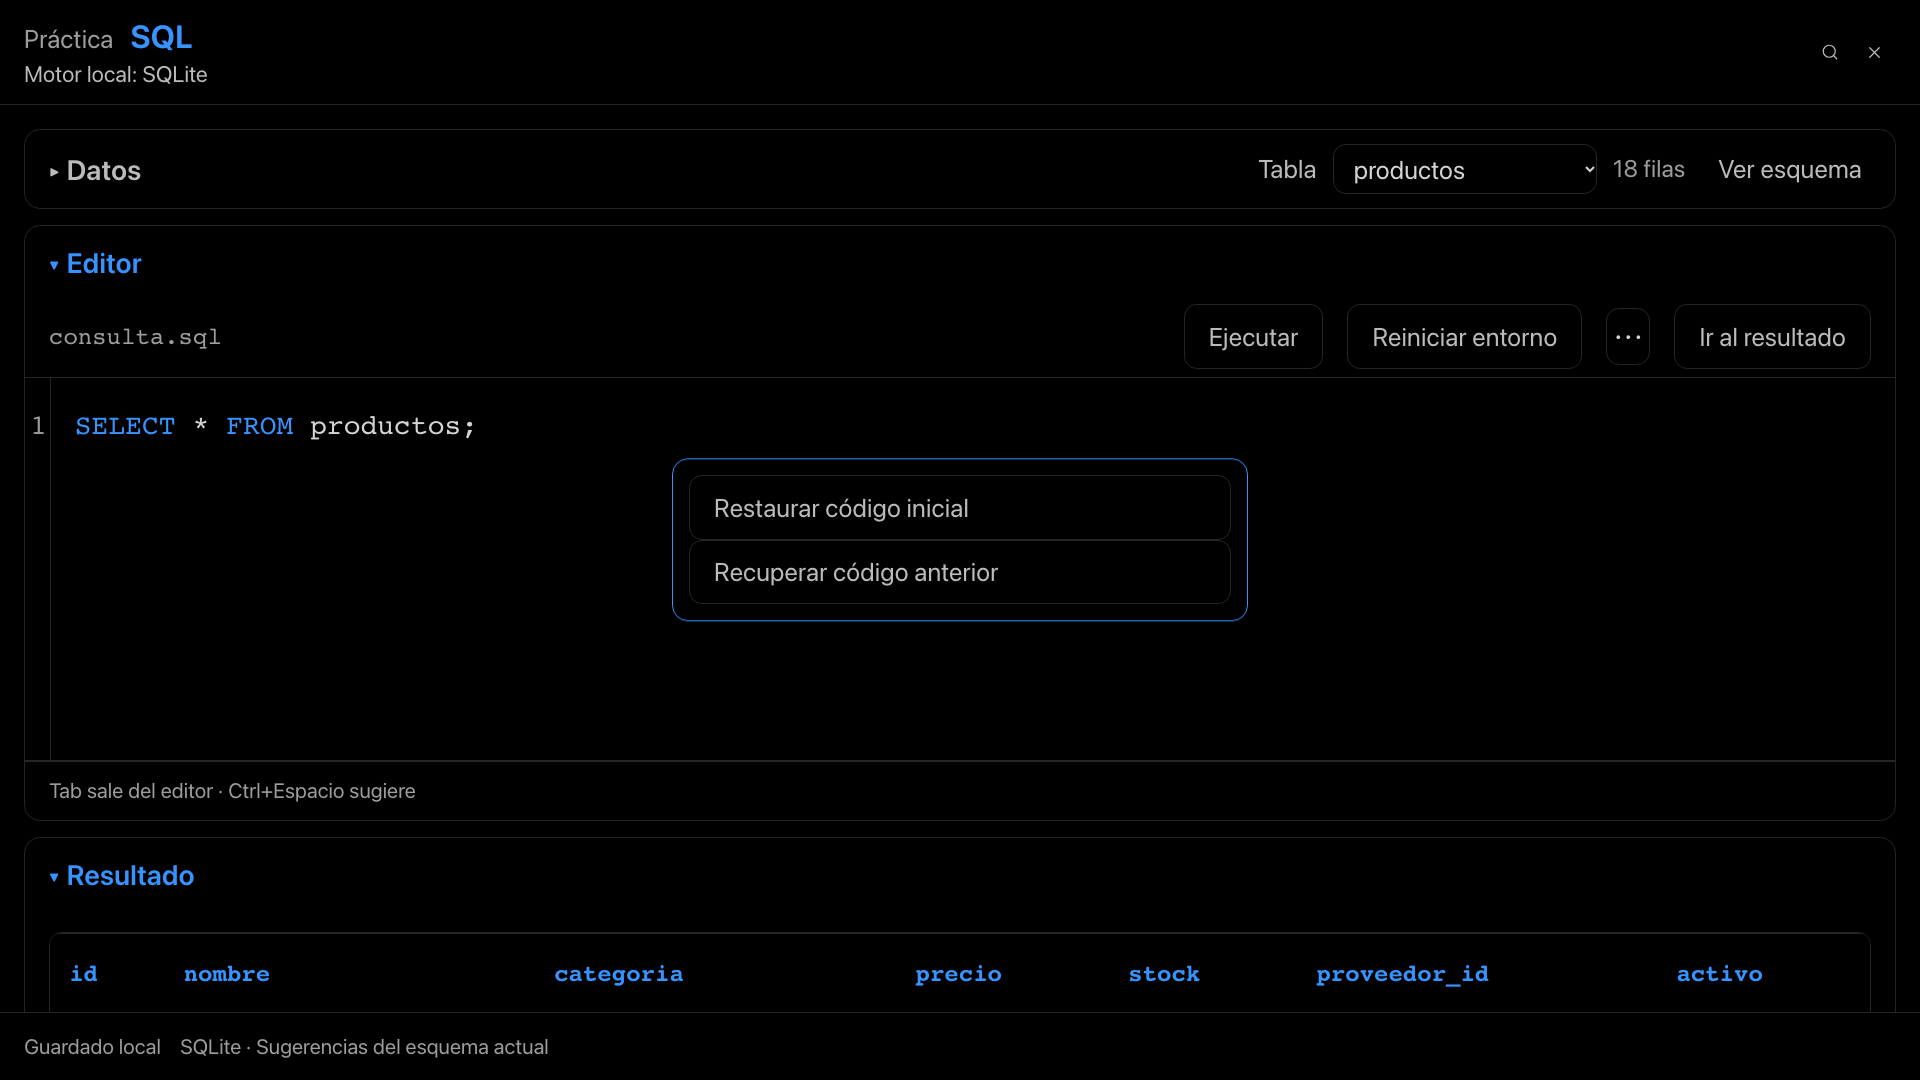 Práctica SQL
Motor local: SQLite
▸ Datos
Tabla productos 18 filas Ver esquema
▾ Editor
consulta.sql
Ejecutar Reiniciar entorno ··· Ir al resultado
1 SELECT * FROM productos;
Restaurar código inicial
Recuperar código anterior
Tab sale del editor · Ctrl+Espacio sugiere
▾ Resultado
id nombre categoria precio stock proveedor_id activo
Guardado local SQLite · Sugerencias del esquema actual